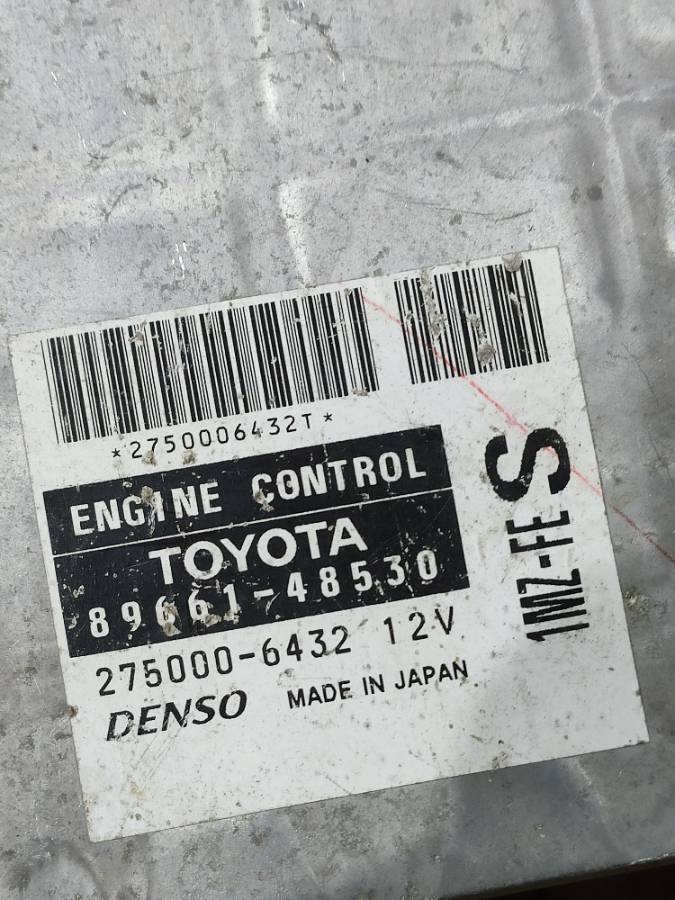 *2750006432T*
ENGINE CONTROL
TOYOTA
89661-48530
275000-6432 12V
DENSO MADE IN JAPAN
S
1MZ-FE